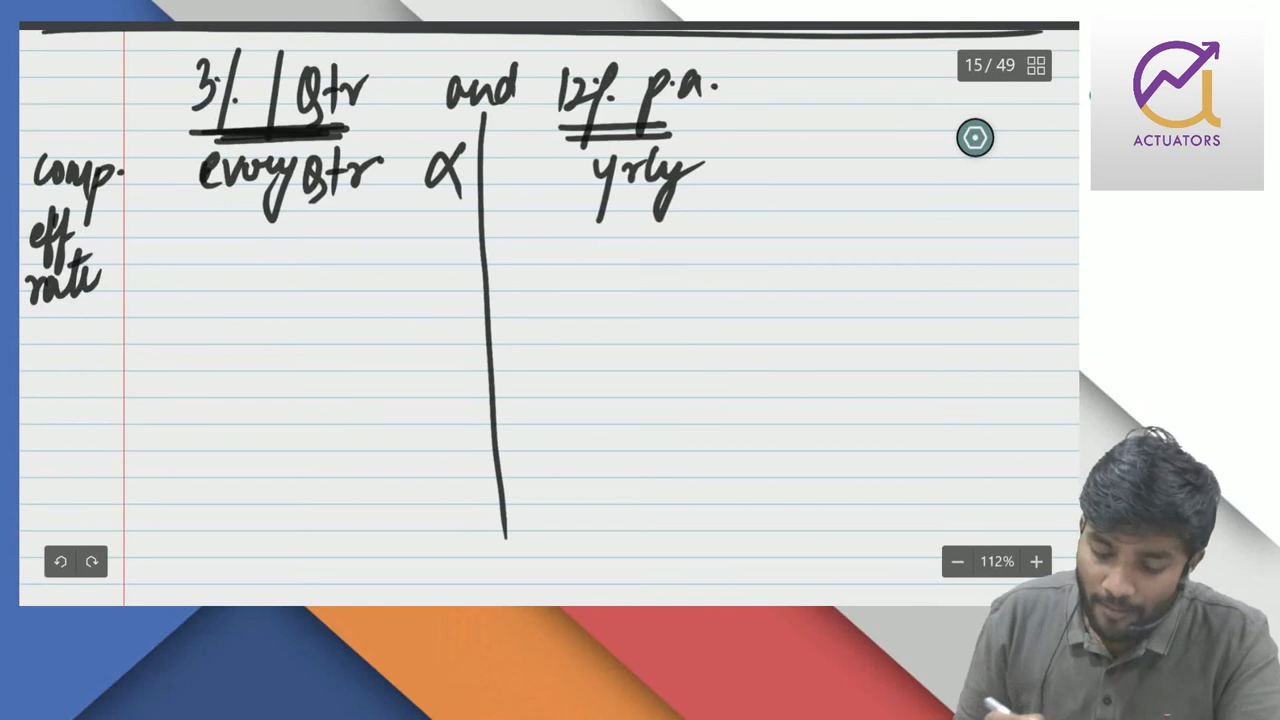 3% / Qtr and 12% p.a.
comp. every Qtr α yrly
eff
rate
15 / 49
ACTUATORS
112%